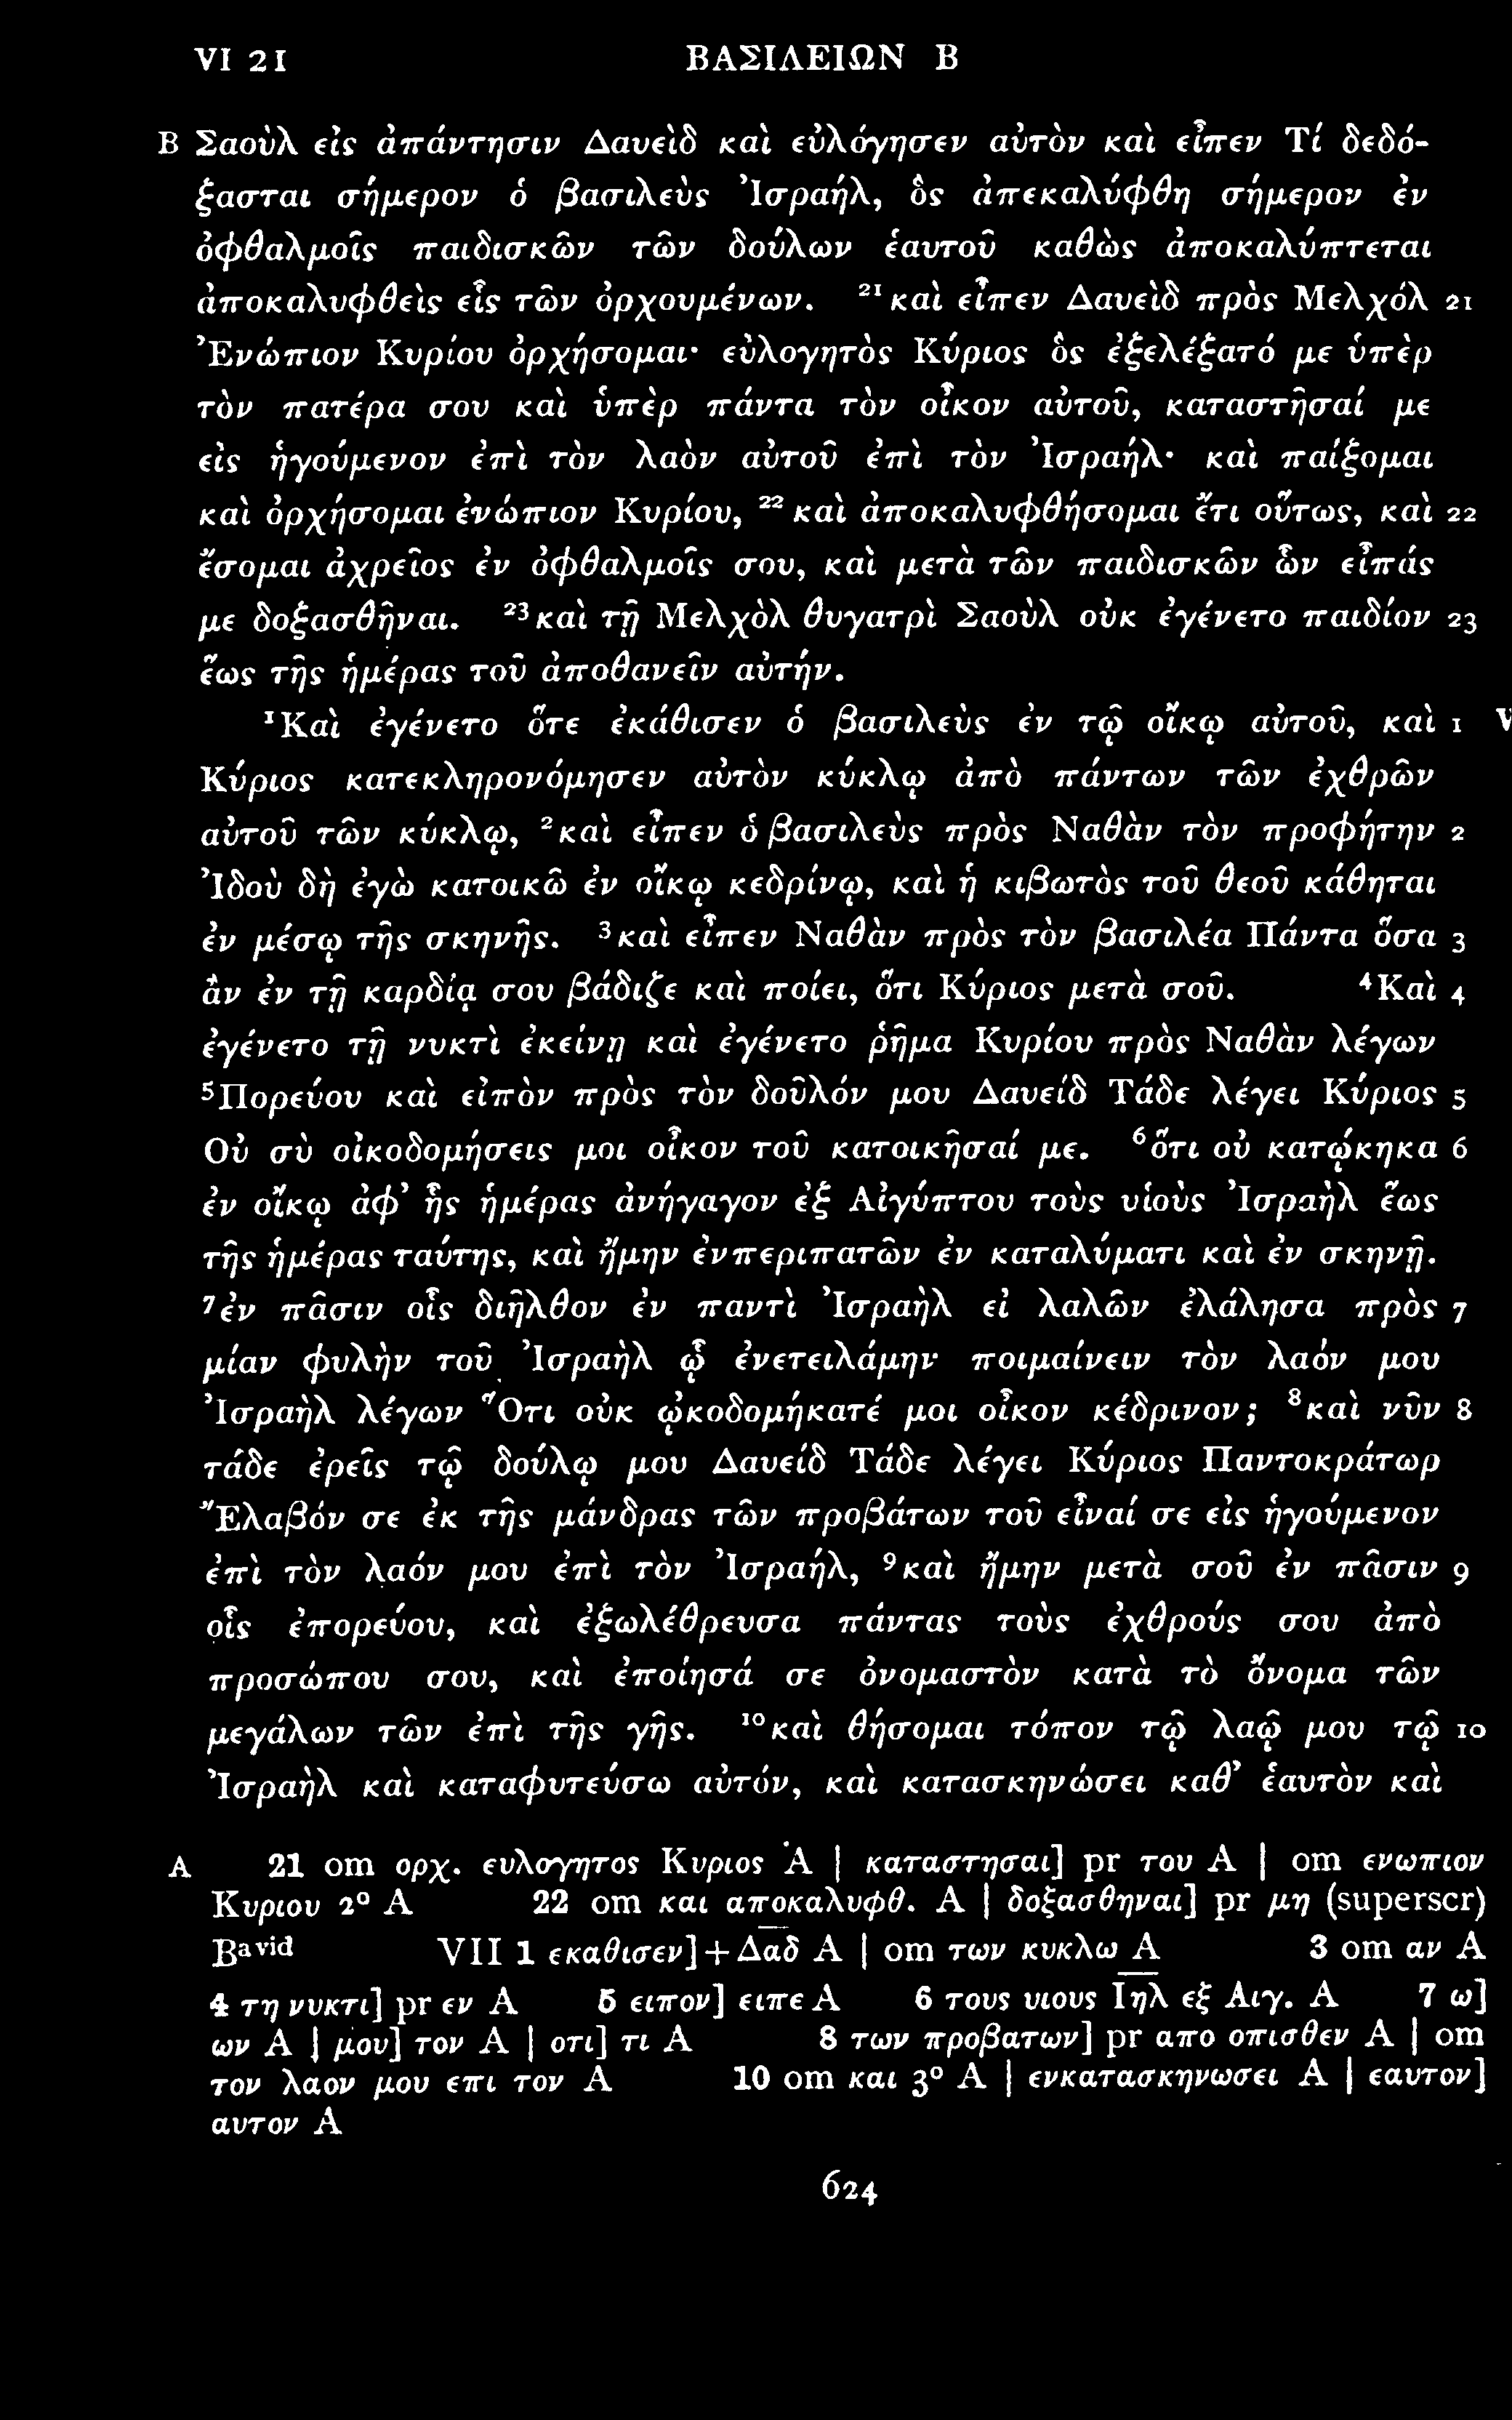 VI 21 ΒΑΣΙΛΕΙΩΝ Β
B Σαοὺλ εἰς ἀπάντησιν Δαυεὶδ καὶ εὐλόγησεν αὐτὸν καὶ εἶπεν Τί δεδό-
ξασται σήμερον ὁ βασιλεὺς Ἰσραήλ, ὃς ἀπεκαλύφθη σήμερον ἐν
ὀφθαλμοῖς παιδισκῶν τῶν δούλων ἑαυτοῦ καθὼς ἀποκαλύπτεται
ἀποκαλυφθεὶς εἷς τῶν ὀρχουμένων. ²¹καὶ εἶπεν Δαυεὶδ πρὸς Μελχόλ 21
Ἐνώπιον Κυρίου ὀρχήσομαι· εὐλογητὸς Κύριος ὃς ἐξελέξατό με ὑπὲρ
τὸν πατέρα σου καὶ ὑπὲρ πάντα τὸν οἶκον αὐτοῦ, καταστῆσαί με
εἰς ἡγούμενον ἐπὶ τὸν λαὸν αὐτοῦ ἐπὶ τὸν Ἰσραήλ· καὶ παίξομαι
καὶ ὀρχήσομαι ἐνώπιον Κυρίου, ²²καὶ ἀποκαλυφθήσομαι ἔτι οὕτως, καὶ 22
ἔσομαι ἀχρεῖος ἐν ὀφθαλμοῖς σου, καὶ μετὰ τῶν παιδισκῶν ὧν εἶπάς
με δοξασθῆναι. ²³καὶ τῇ Μελχὸλ θυγατρὶ Σαοὺλ οὐκ ἐγένετο παιδίον 23
ἕως τῆς ἡμέρας τοῦ ἀποθανεῖν αὐτήν.
¹Καὶ ἐγένετο ὅτε ἐκάθισεν ὁ βασιλεὺς ἐν τῷ οἴκῳ αὐτοῦ, καὶ 1
Κύριος κατεκληρονόμησεν αὐτὸν κύκλῳ ἀπὸ πάντων τῶν ἐχθρῶν
αὐτοῦ τῶν κύκλῳ, ²καὶ εἶπεν ὁ βασιλεὺς πρὸς Ναθὰν τὸν προφήτην 2
Ἰδοὺ δὴ ἐγὼ κατοικῶ ἐν οἴκῳ κεδρίνῳ, καὶ ἡ κιβωτὸς τοῦ θεοῦ κάθηται
ἐν μέσῳ τῆς σκηνῆς. ³καὶ εἶπεν Ναθὰν πρὸς τὸν βασιλέα Πάντα ὅσα 3
ἂν ἐν τῇ καρδίᾳ σου βάδιζε καὶ ποίει, ὅτι Κύριος μετὰ σοῦ. ⁴Καὶ 4
ἐγένετο τῇ νυκτὶ ἐκείνῃ καὶ ἐγένετο ῥῆμα Κυρίου πρὸς Ναθὰν λέγων
⁵Πορεύου καὶ εἰπὸν πρὸς τὸν δοῦλόν μου Δαυείδ Τάδε λέγει Κύριος 5
Οὐ σὺ οἰκοδομήσεις μοι οἶκον τοῦ κατοικῆσαί με. ⁶ὅτι οὐ κατῴκηκα 6
ἐν οἴκῳ ἀφ’ ἧς ἡμέρας ἀνήγαγον ἐξ Αἰγύπτου τοὺς υἱοὺς Ἰσραὴλ ἕως
τῆς ἡμέρας ταύτης, καὶ ἤμην ἐνπεριπατῶν ἐν καταλύματι καὶ ἐν σκηνῇ.
⁷ἐν πᾶσιν οἷς διῆλθον ἐν παντὶ Ἰσραὴλ εἰ λαλῶν ἐλάλησα πρὸς 7
μίαν φυλὴν τοῦ Ἰσραὴλ ᾧ ἐνετειλάμην ποιμαίνειν τὸν λαόν μου
Ἰσραὴλ λέγων Ὅτι οὐκ ᾠκοδομήκατέ μοι οἶκον κέδρινον; ⁸καὶ νῦν 8
τάδε ἐρεῖς τῷ δούλῳ μου Δαυείδ Τάδε λέγει Κύριος Παντοκράτωρ
Ἔλαβόν σε ἐκ τῆς μάνδρας τῶν προβάτων τοῦ εἶναί σε εἰς ἡγούμενον
ἐπὶ τὸν λαόν μου ἐπὶ τὸν Ἰσραήλ, ⁹καὶ ἤμην μετὰ σοῦ ἐν πᾶσιν 9
οἷς ἐπορεύου, καὶ ἐξωλέθρευσα πάντας τοὺς ἐχθρούς σου ἀπὸ
προσώπου σου, καὶ ἐποίησά σε ὀνομαστὸν κατὰ τὸ ὄνομα τῶν
μεγάλων τῶν ἐπὶ τῆς γῆς. ¹⁰καὶ θήσομαι τόπον τῷ λαῷ μου τῷ 10
Ἰσραὴλ καὶ καταφυτεύσω αὐτόν, καὶ κατασκηνώσει καθ’ ἑαυτὸν καὶ
A 21 om ορχ. ευλογητος Κυριος A | καταστησαι] pr του A | om ενωπιον
Κυριου 2° A 22 om και αποκαλυφθ. A | δοξασθηναι] pr μη (superscr)
Bᵃᵛⁱᵈ VII 1 εκαθισεν]+Δ̅α̅δ̅ A | om των κυκλω A 3 om αν A
4 τη νυκτι] pr εν A 5 ειπον] ειπε A 6 τους υιους Ι̅η̅λ̅ εξ Αιγ. A 7 ω]
ων A | μου] τον A | οτι] τι A 8 των προβατων] pr απο οπισθεν A | om
τον λαον μου επι τον A 10 om και 3° A | ενκατασκηνωσει A | εαυτον]
αυτον A
624